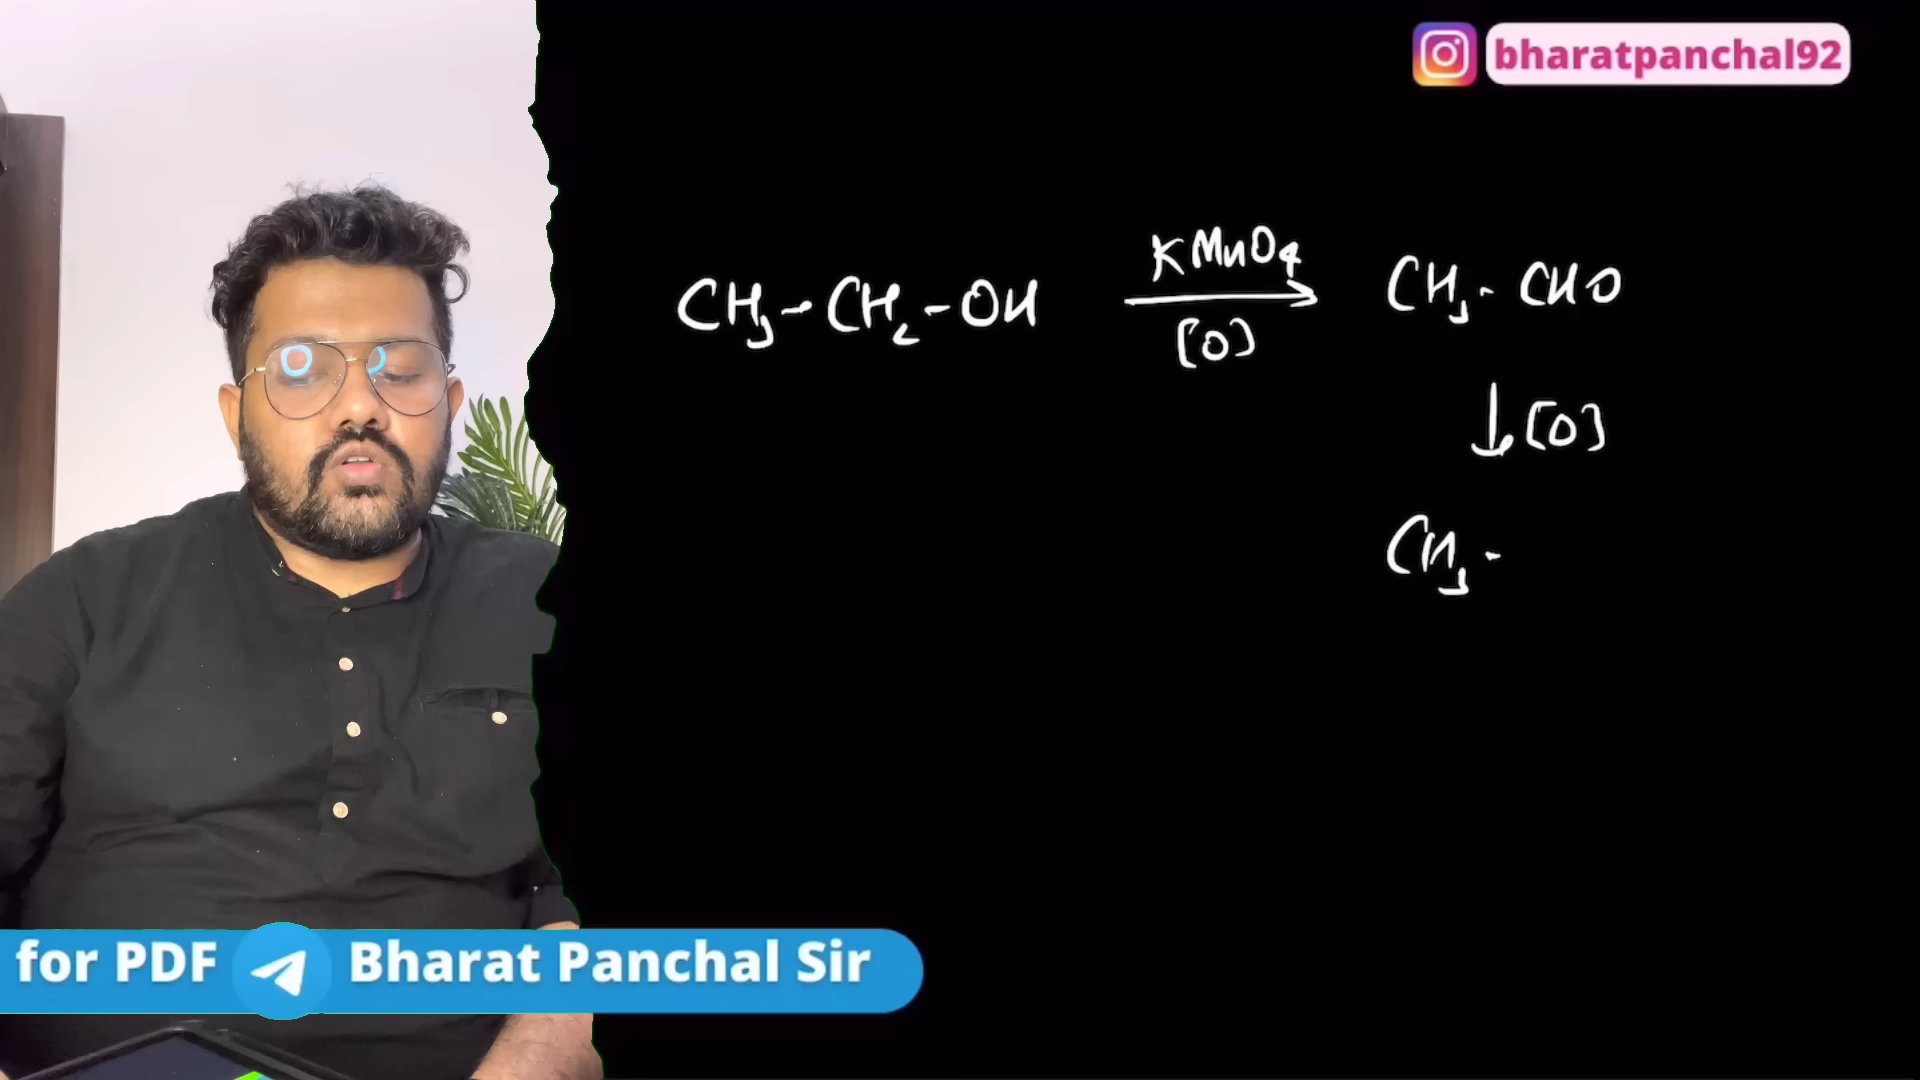 bharatpanchal92
CH3-CH2-OH KMnO4 [O] CH3-CHO
[O]
CH3-
for PDF Bharat Panchal Sir